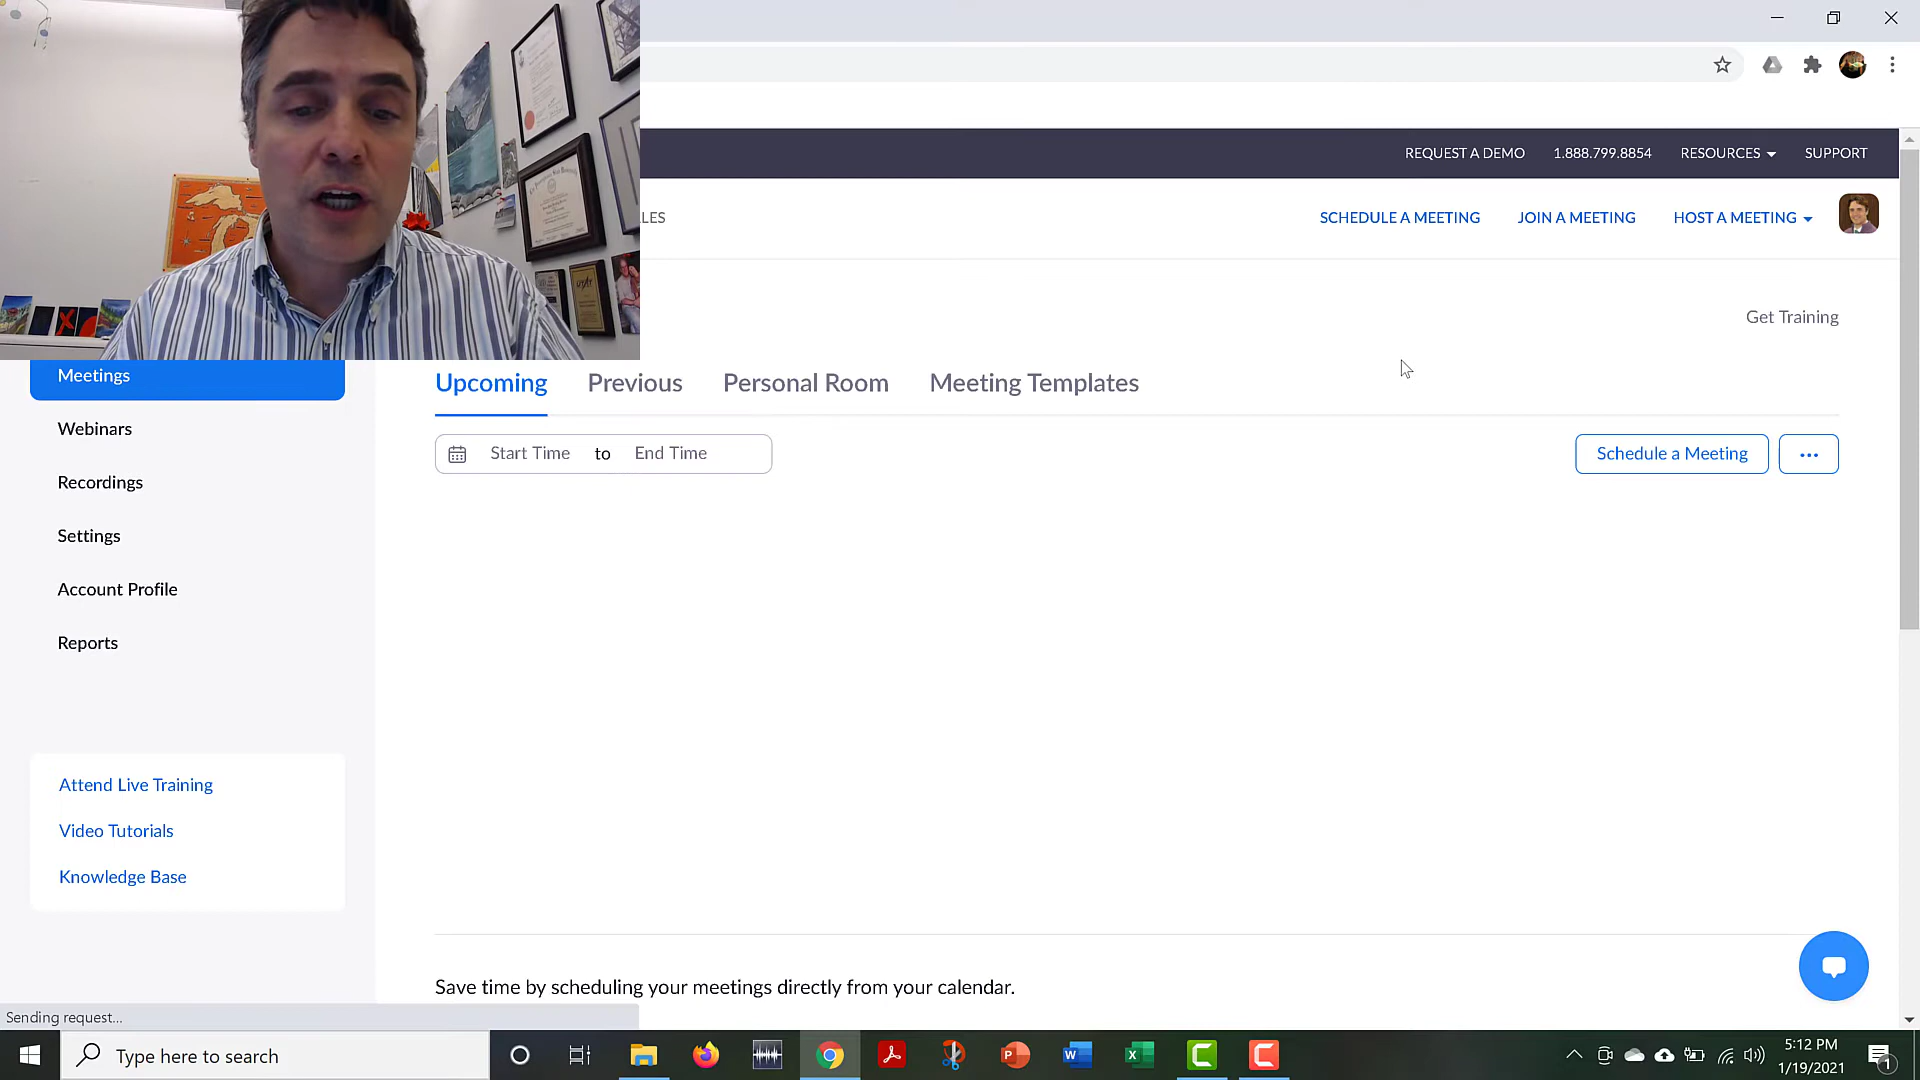 REQUEST A DEMO 1.888.799.8854 RESOURCES SUPPORT
LES SCHEDULE A MEETING JOIN A MEETING HOST A MEETING
Get Training
Meetings
Upcoming Previous Personal Room Meeting Templates
Webinars
Start Time to End Time Schedule a Meeting
Recordings
Settings
Account Profile
Reports
Attend Live Training
Video Tutorials
Knowledge Base
Save time by scheduling your meetings directly from your calendar.
Sending request...
Type here to search
5:12 PM
1/19/2021
1